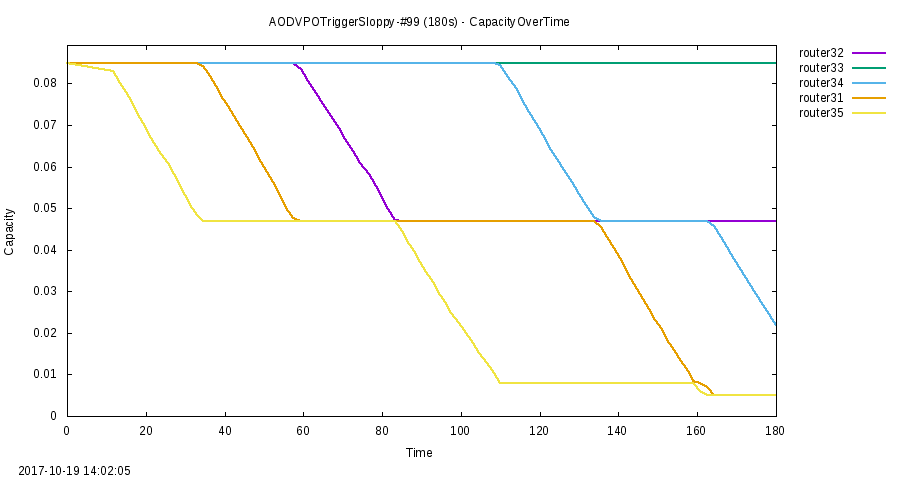 AODVPOTriggerSloppy-#99 (180s) - CapacityOverTime
router32
router33
router34
router31
router35
0.08
0.07
0.06
0.05
0.04
0.03
0.02
0.01
0
Capacity
0 20 40 60 80 100 120 140 160 180
Time
2017-10-19 14:02:05